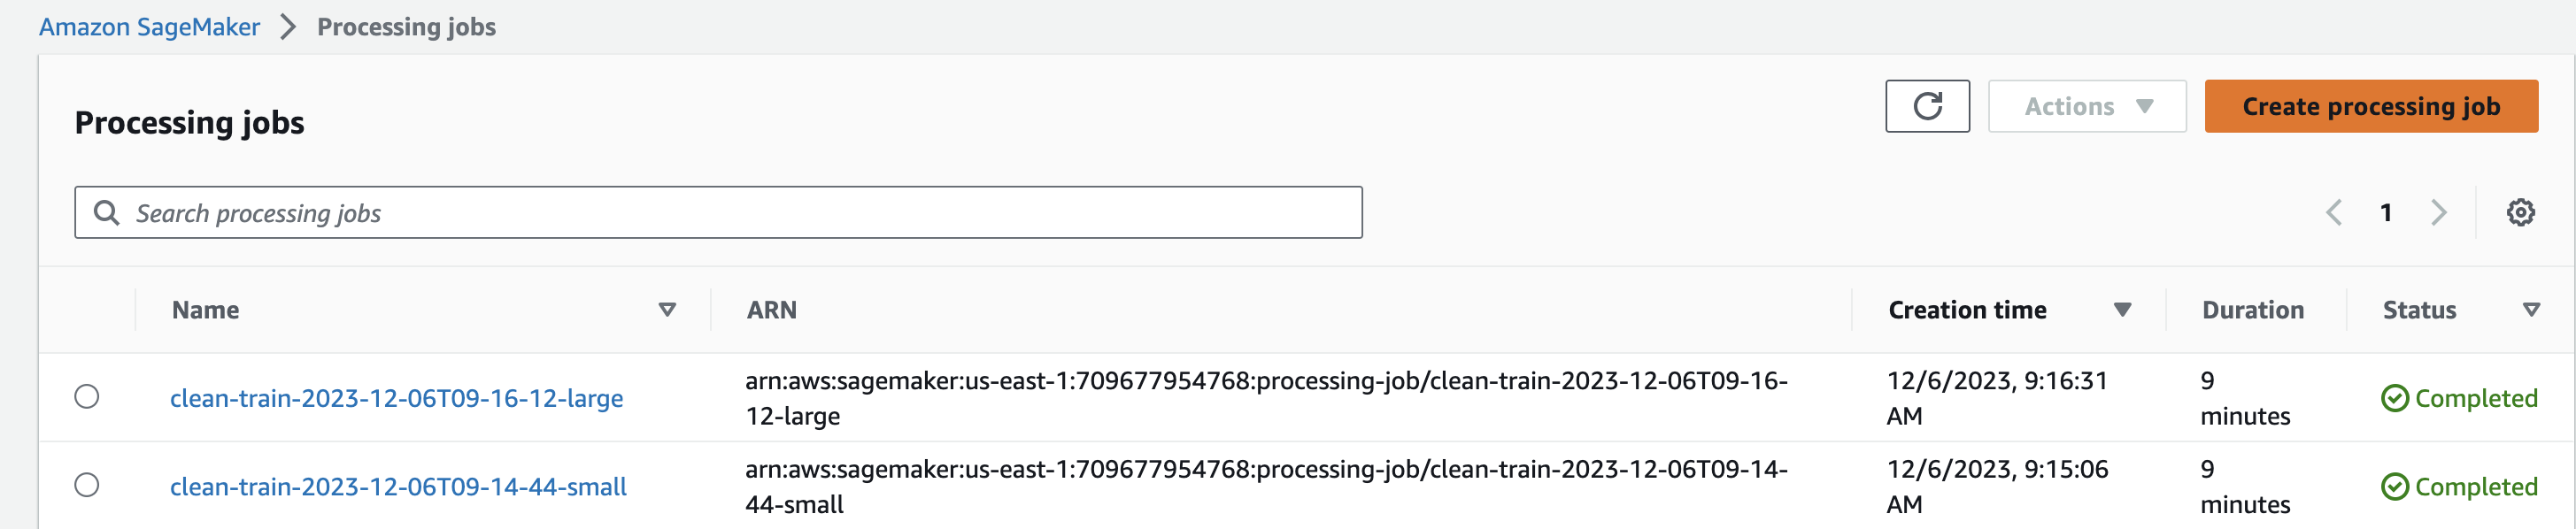 Amazon SageMaker > Processing jobs
Processing jobs
Actions
Create processing job
Search processing jobs
1
Name ARN Creation time Duration Status
clean-train-2023-12-06T09-16-12-large
arn:aws:sagemaker:us-east-1:709677954768:processing-job/clean-train-2023-12-06T09-16-
12-large
12/6/2023, 9:16:31
AM
9
minutes
Completed
clean-train-2023-12-06T09-14-44-small
arn:aws:sagemaker:us-east-1:709677954768:processing-job/clean-train-2023-12-06T09-14-
44-small
12/6/2023, 9:15:06
AM
9
minutes
Completed